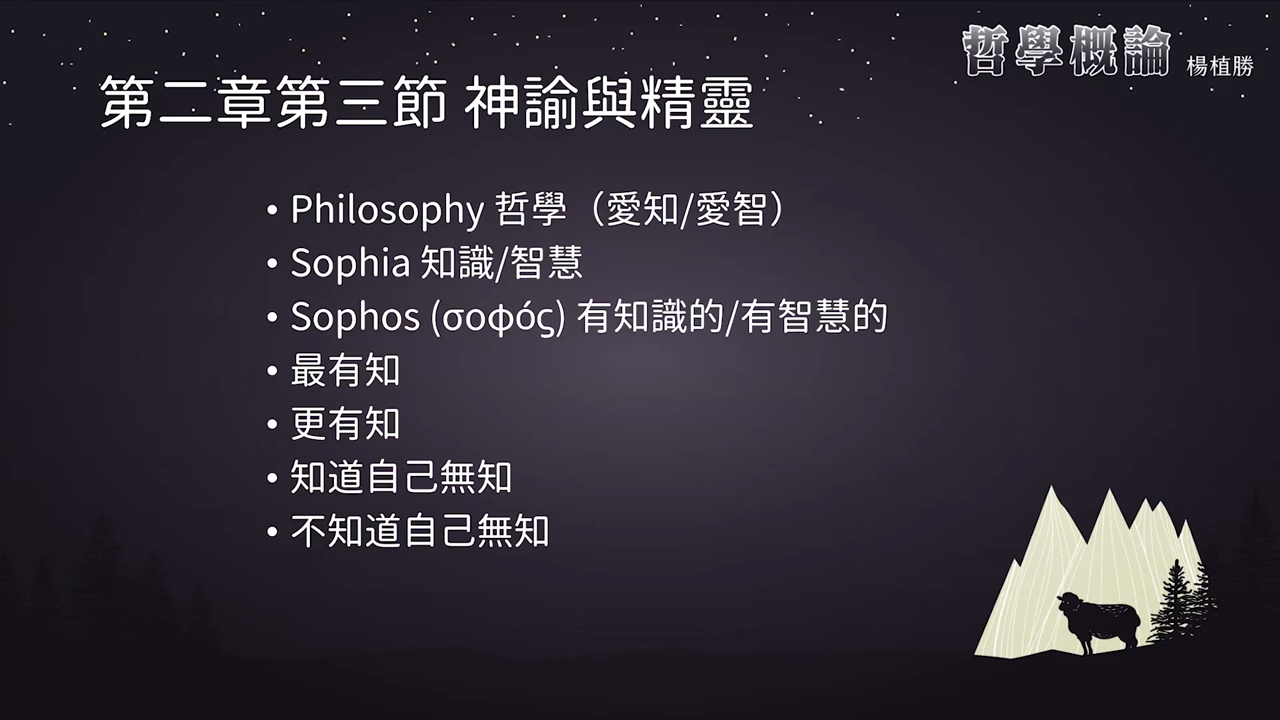 哲學概論 楊植勝
第二章第三節 神諭與精靈
• Philosophy 哲學（愛知/愛智）
• Sophia 知識/智慧
• Sophos (σοφός) 有知識的/有智慧的
• 最有知
• 更有知
• 知道自己無知
• 不知道自己無知